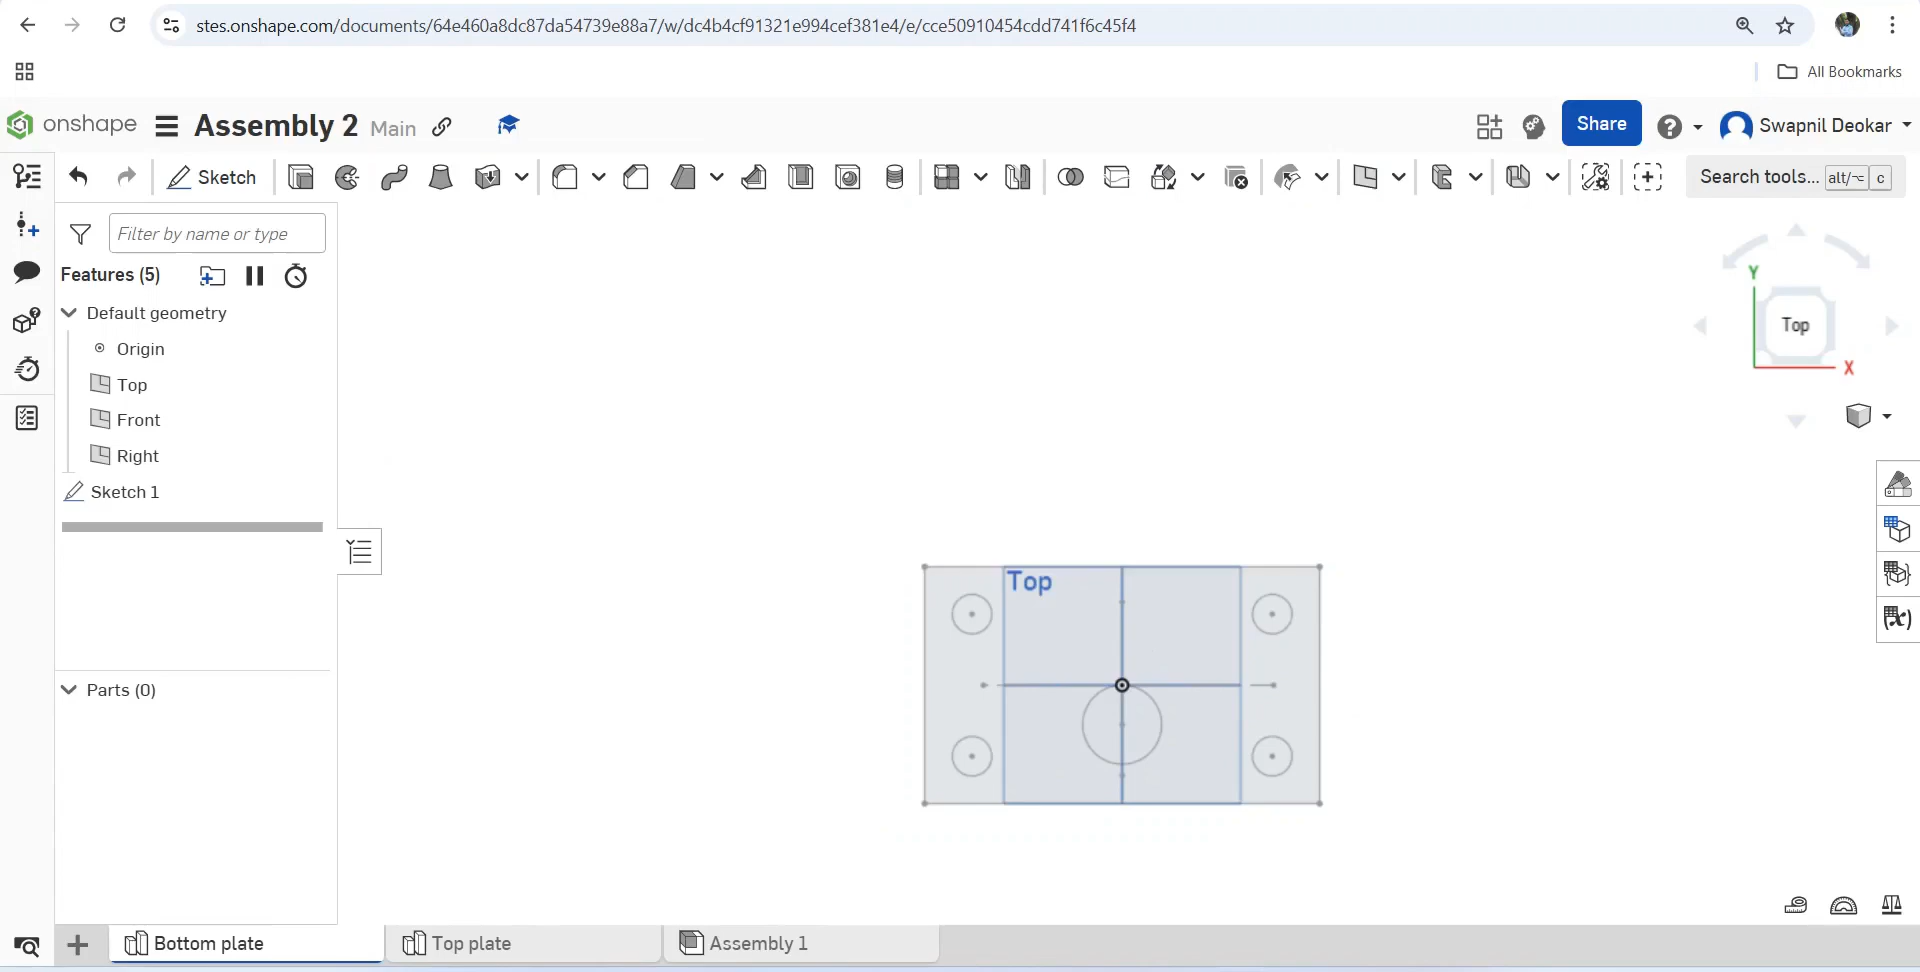 stes.onshape.com/documents/64e460a8dc87da54739e88a7/w/dc4b4cf91321e994cef381e4/e/cce50910454cdd741f6c45f4
All Bookmarks
onshape Assembly 2 Main Share Swapnil Deokar
Sketch Search tools... alt/⌥ c
Filter by name or type
Features (5)
Default geometry
Origin
Top
Front
Right
Sketch 1
Parts (0)
Top
Y
Top
X
(x)
Bottom plate Top plate Assembly 1